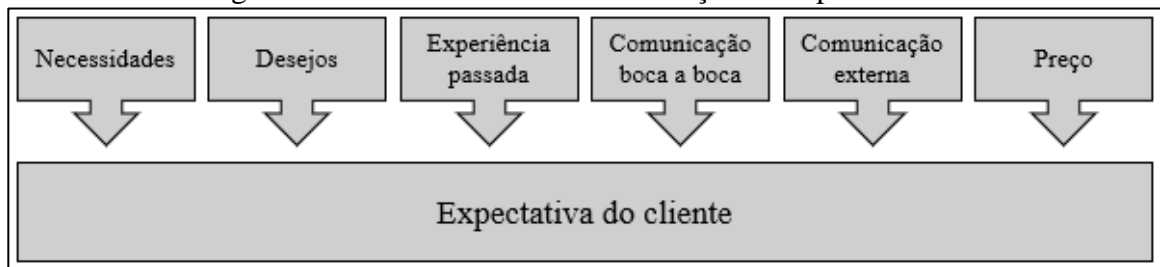 Necessidades
Desejos
Experiência
passada
Comunicação
boca a boca
Comunicação
externa
Preço
Expectativa do cliente